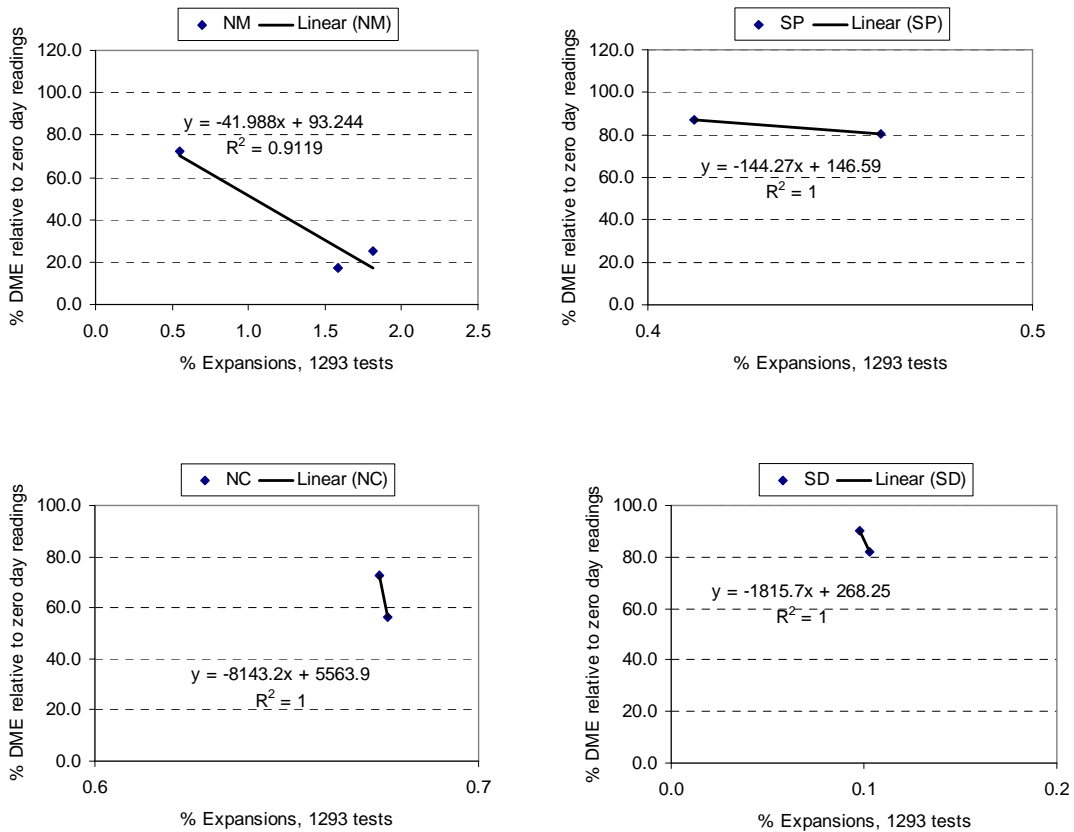 NM Linear (NM)
% DME relative to zero day readings
120.0
100.0
80.0
60.0
40.0
20.0
0.0
y = -41.988x + 93.244
R² = 0.9119
0.0 0.5 1.0 1.5 2.0 2.5
% Expansions, 1293 tests
SP Linear (SP)
% DME relative to zero day readings
120.0
100.0
80.0
60.0
40.0
20.0
0.0
y = -144.27x + 146.59
R² = 1
0.4 0.5
% Expansions, 1293 tests
NC Linear (NC)
% DME relative to zero day readings
100.0
80.0
60.0
40.0
20.0
0.0
y = -8143.2x + 5563.9
R² = 1
0.6 0.7
% Expansions, 1293 tests
SD Linear (SD)
% DME relative to zero day readings
100.0
80.0
60.0
40.0
20.0
0.0
y = -1815.7x + 268.25
R² = 1
0.0 0.1 0.2
% Expansions, 1293 tests